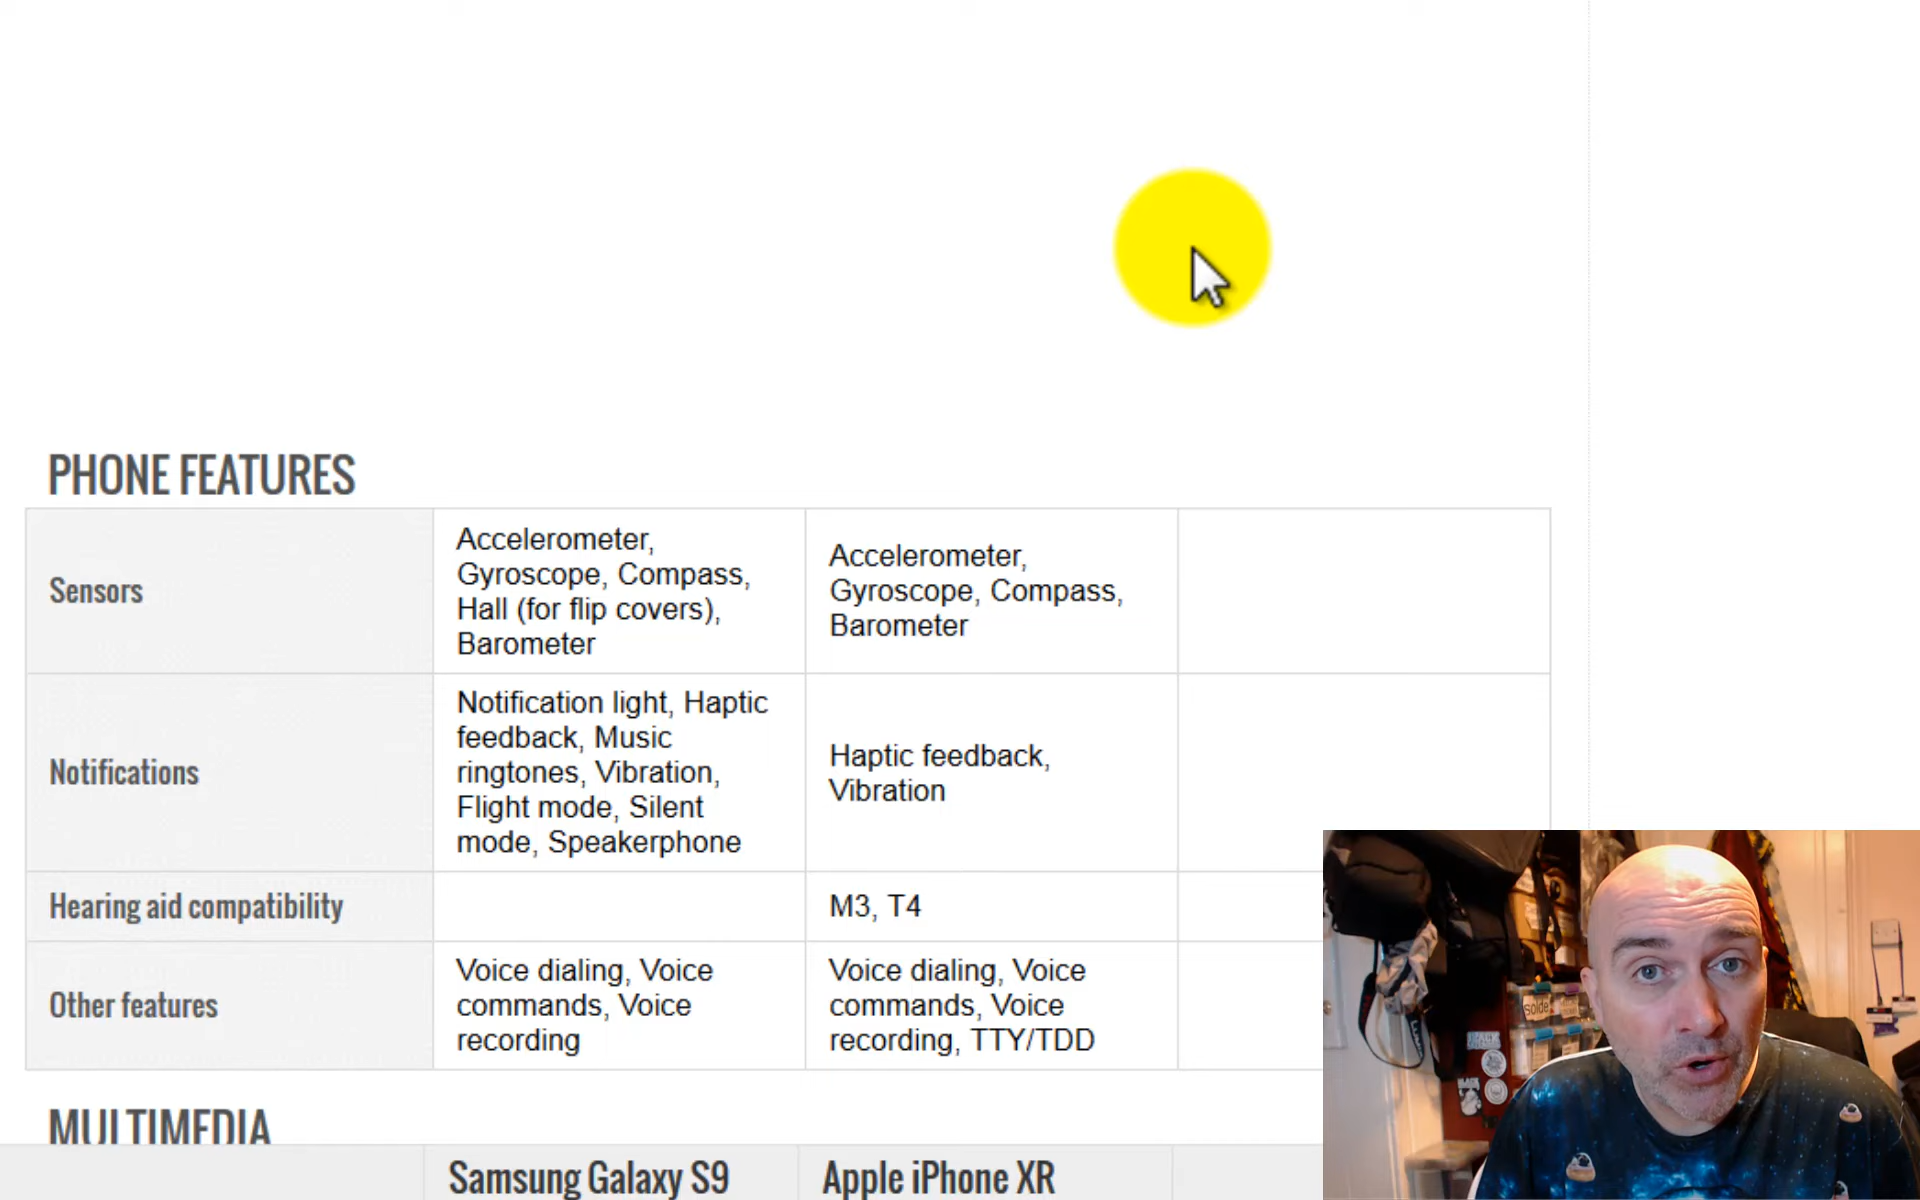 PHONE FEATURES
Sensors
Accelerometer,
Gyroscope, Compass,
Hall (for flip covers),
Barometer
Accelerometer,
Gyroscope, Compass,
Barometer
Notifications
Notification light, Haptic
feedback, Music
ringtones, Vibration,
Flight mode, Silent
mode, Speakerphone
Haptic feedback,
Vibration
Hearing aid compatibility
M3, T4
Other features
Voice dialing, Voice
commands, Voice
recording
Voice dialing, Voice
commands, Voice
recording, TTY/TDD
MULTIMEDIA
Samsung Galaxy S9
Apple iPhone XR